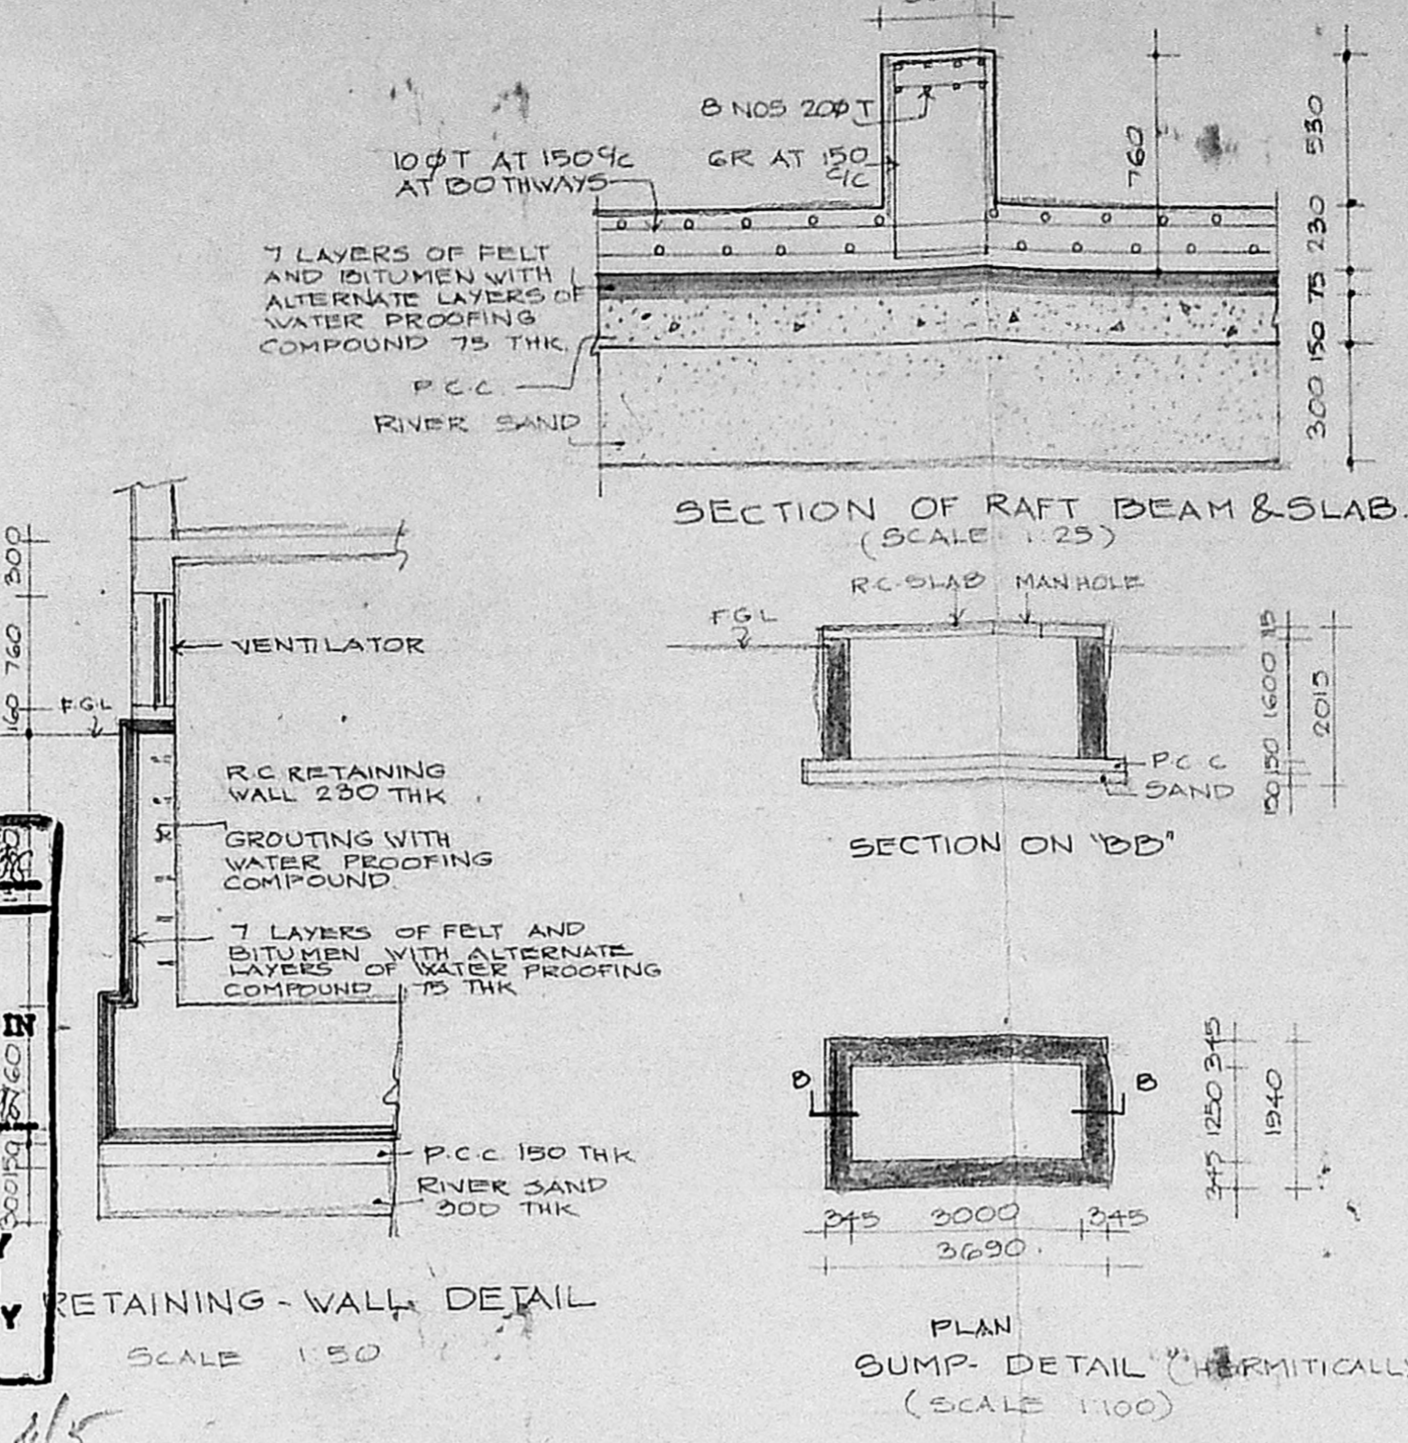 8 NOS 20φT
10φT AT 150 C/C
AT BOTHWAYS
6R AT 150
C/C
7 LAYERS OF FELT
AND BITUMEN WITH
ALTERNATE LAYERS OF
WATER PROOFING
COMPOUND 75 THK.
P.C.C.
RIVER SAND
760
530
230
75
150
300
SECTION OF RAFT BEAM & SLAB.
(SCALE 1:25)
300
760
160
F.G.L
VENTILATOR
R.C RETAINING
WALL 230 THK
GROUTING WITH
WATER PROOFING
COMPOUND.
7 LAYERS OF FELT AND
BITUMEN WITH ALTERNATE
LAYERS OF WATER PROOFING
COMPOUND 75 THK
IN
760
150
300
Y
P.C.C 150 THK
RIVER SAND
300 THK
RETAINING-WALL DETAIL
SCALE 1:50
R.C.SLAB MANHOLE
F.G.L
115
1600
150
150
2015
P.C.C
SAND
SECTION ON "BB"
B B
345
1250
345
1940
345 3000 345
3690.
PLAN
SUMP- DETAIL (HERMITICALLY
(SCALE 1:100)